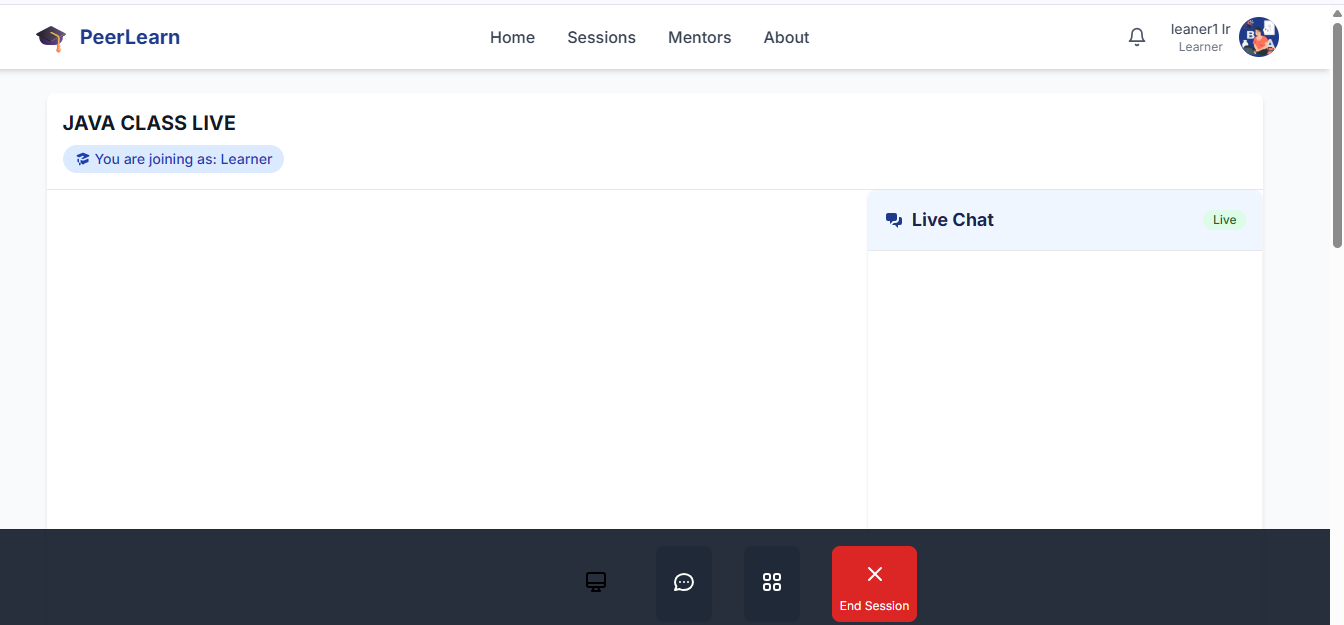 PeerLearn
Home Sessions Mentors About
leaner1 lr
Learner
JAVA CLASS LIVE
You are joining as: Learner
Live Chat
Live
End Session